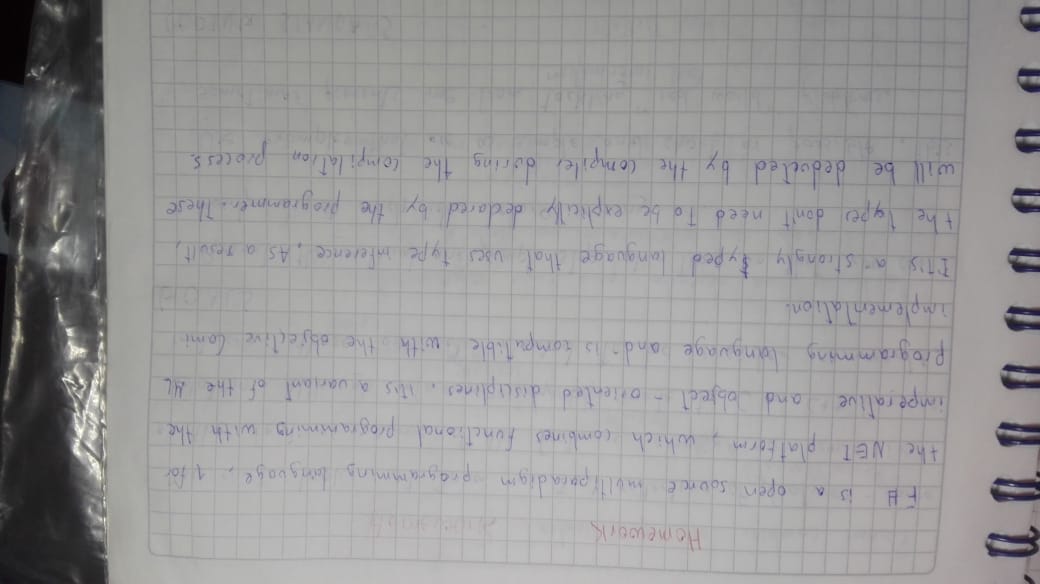 Homework
F# is a open source multiparadigm programming language, for
the NET platform, which combines functional programming with the
imperative and object-oriented disciplines. it's a variant of the ML
programming language and is compatible with the objective Caml
implementation.
It's a strongly typed language that uses type inference, As a result,
the types don't need to be explicitly declared by the programmer. These
will be deducted by the compiler during the compilation process.